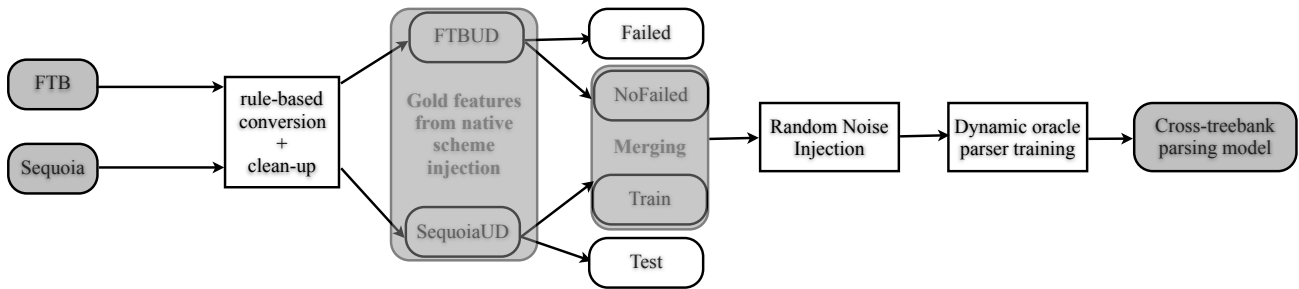 FTB
Sequoia
rule-based
conversion
+
clean-up
FTBUD
Gold features
from native
scheme
injection
SequoiaUD
Failed
NoFailed
Merging
Train
Test
Random Noise
Injection
Dynamic oracle
parser training
Cross-treebank
parsing model